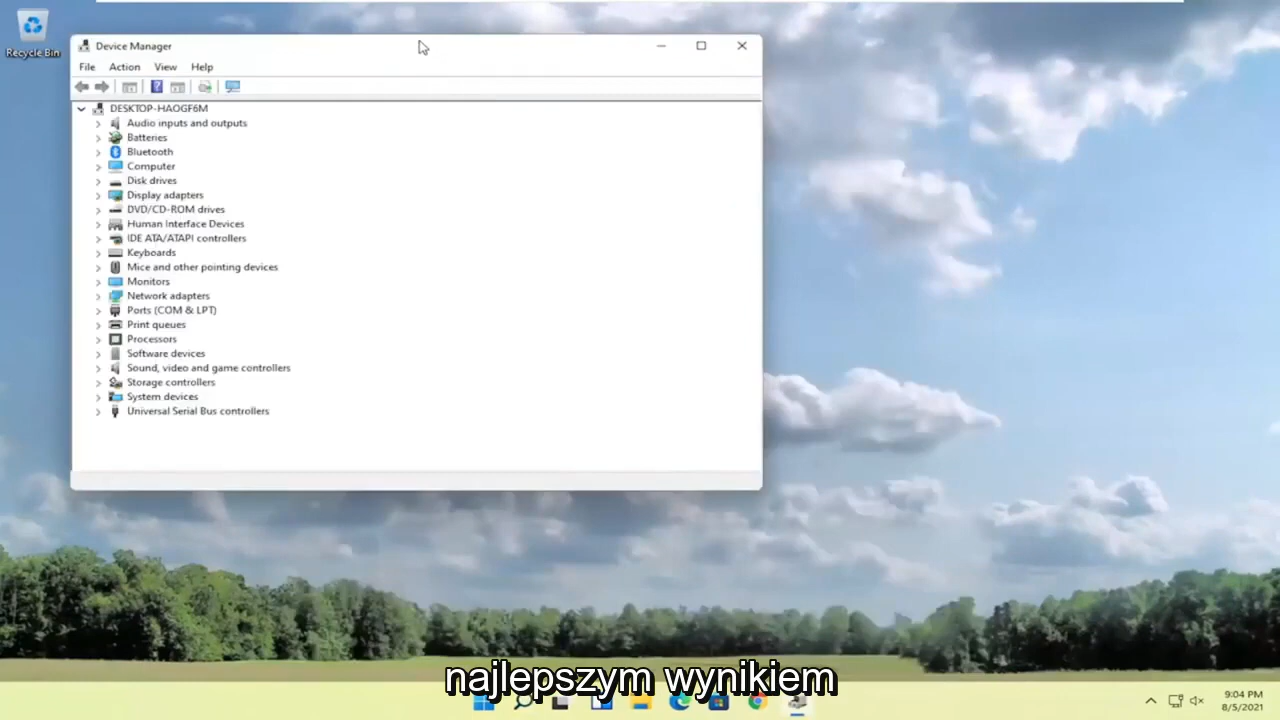 Recycle Bin
Device Manager
File Action View Help
DESKTOP-HAOGF6M
Audio inputs and outputs
Batteries
Bluetooth
Computer
Disk drives
Display adapters
DVD/CD-ROM drives
Human Interface Devices
IDE ATA/ATAPI controllers
Keyboards
Mice and other pointing devices
Monitors
Network adapters
Ports (COM & LPT)
Print queues
Processors
Software devices
Sound, video and game controllers
Storage controllers
System devices
Universal Serial Bus controllers
najlepszym wynikiem
9:04 PM
8/5/2021